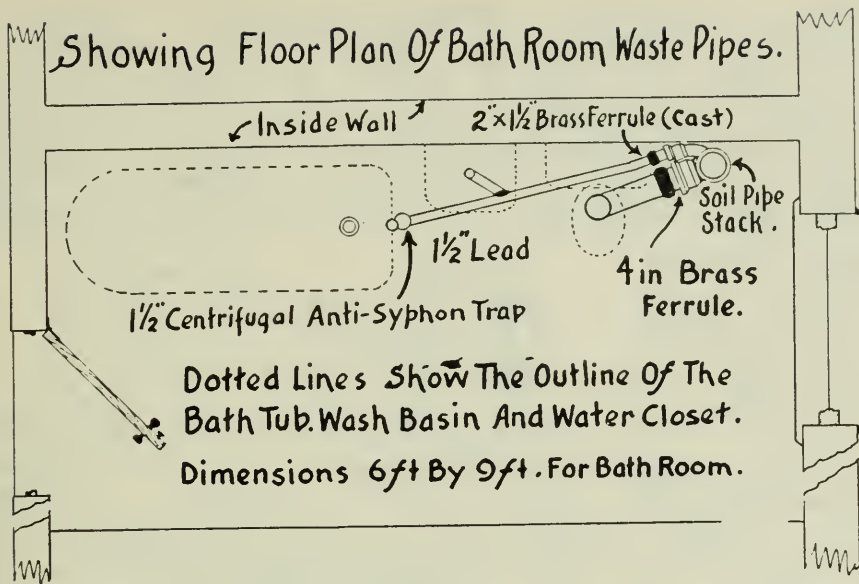 Showing Floor Plan Of Bath Room Waste Pipes.
Inside Wall
2"x1½" Brass Ferrule (Cast)
Soil Pipe
Stack.
1½" Lead
4 in Brass
Ferrule.
1½" Centrifugal Anti-Syphon Trap
Dotted Lines Show The Outline Of The
Bath Tub. Wash Basin And Water Closet.
Dimensions 6ft By 9ft. For Bath Room.